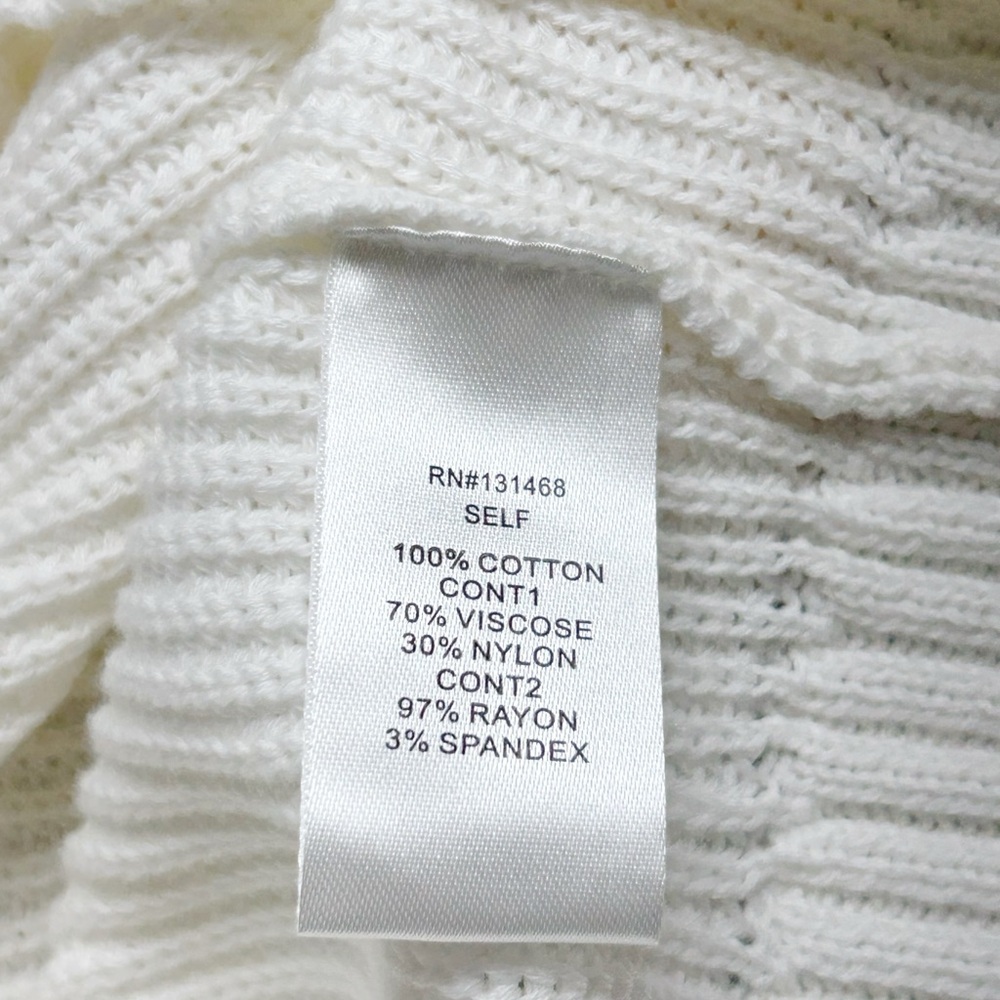 RN#131468
SELF
100% COTTON
CONT1
70% VISCOSE
30% NYLON
CONT2
97% RAYON
3% SPANDEX